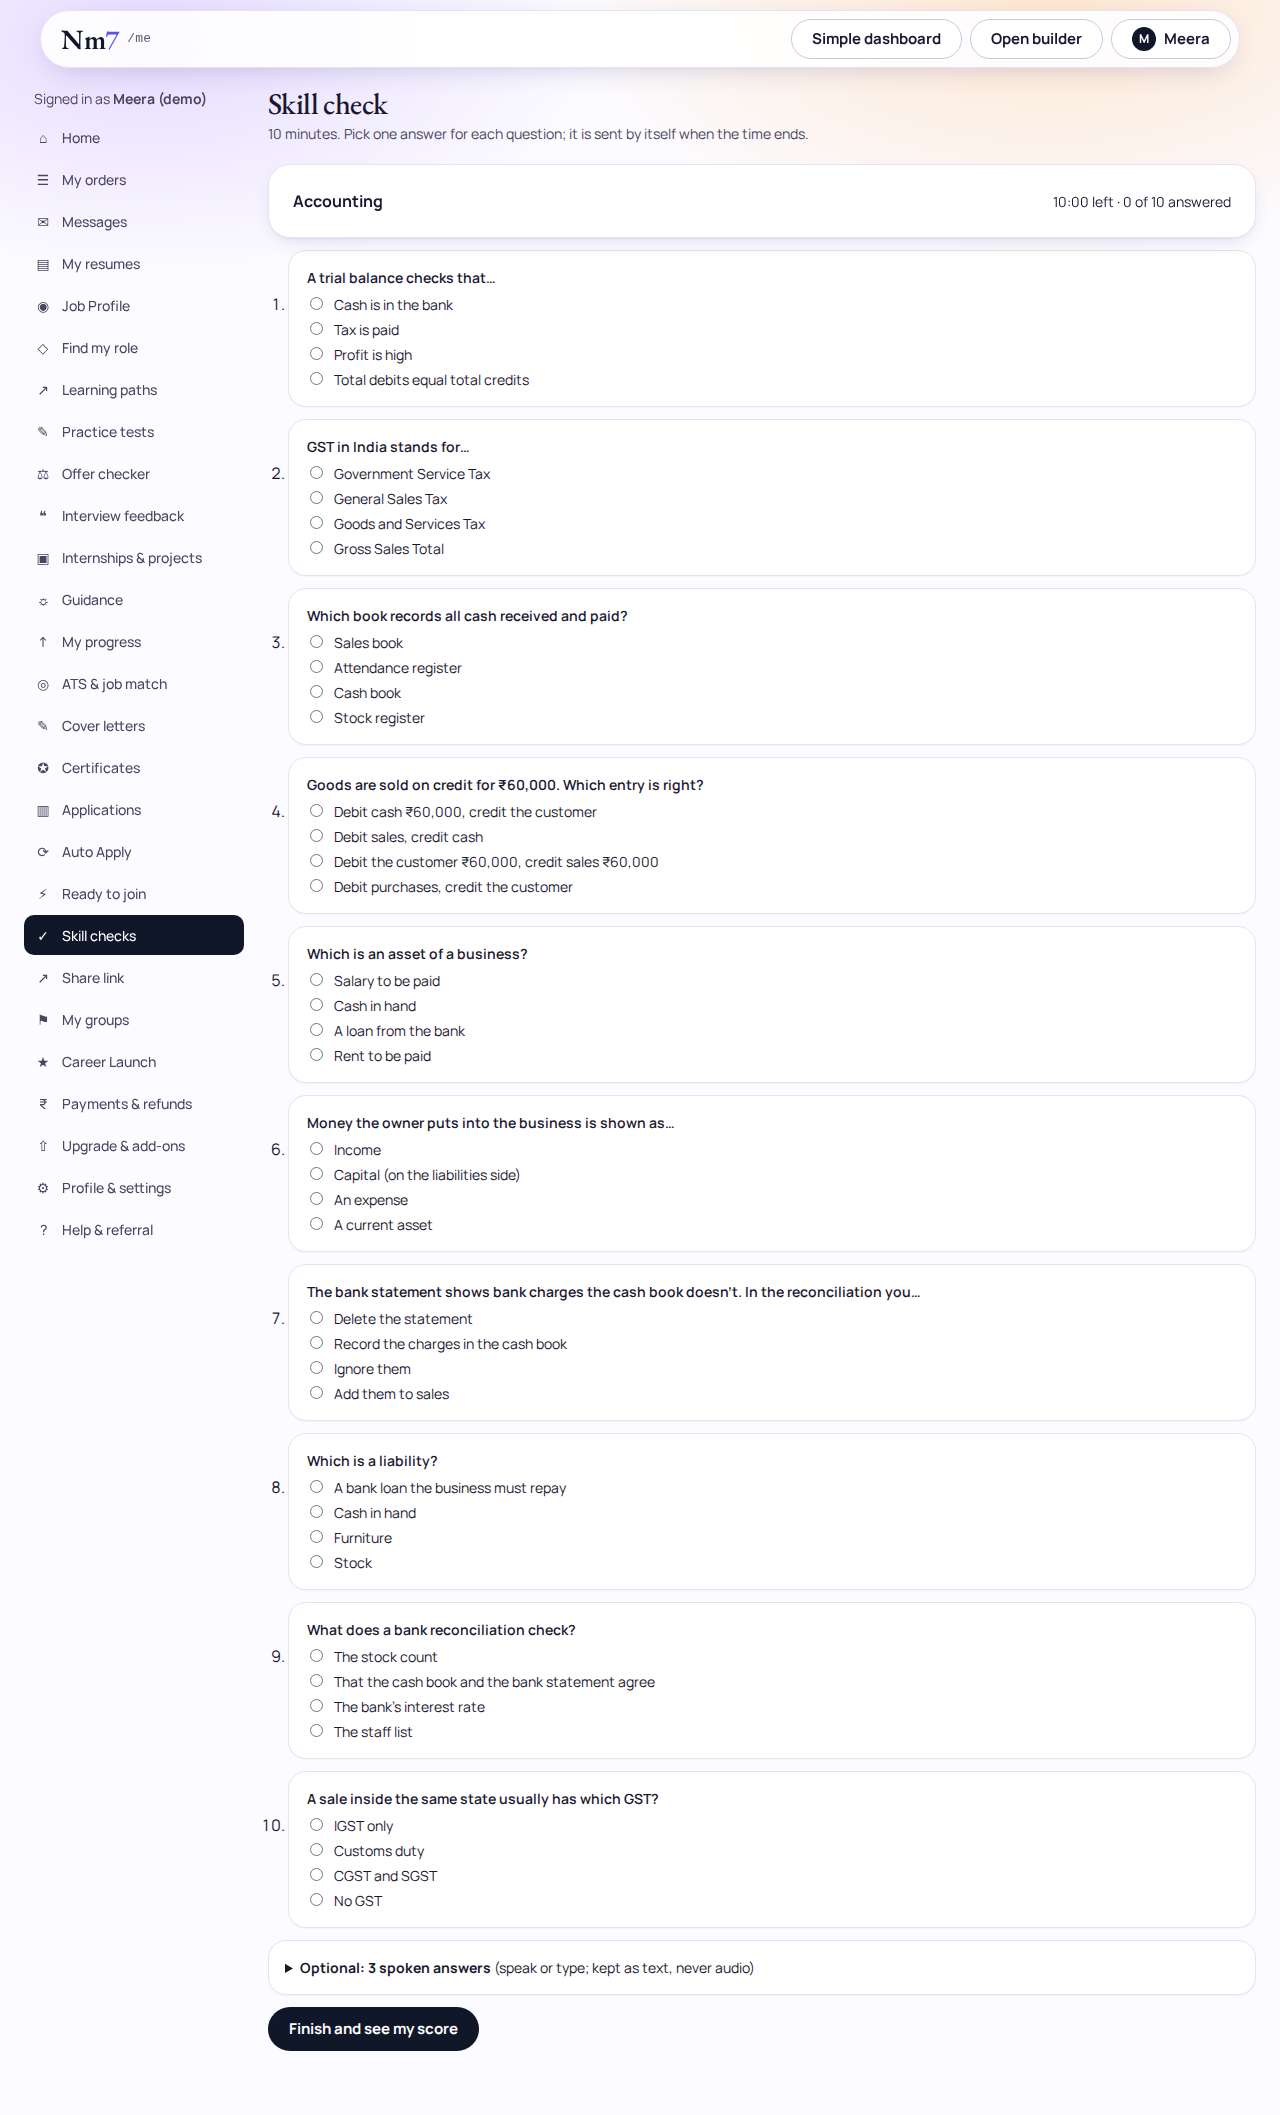 Nm7 /me
Simple dashboard
Open builder
M Meera
Signed in as Meera (demo)
Home
My orders
Messages
My resumes
Job Profile
Find my role
Learning paths
Practice tests
Offer checker
Interview feedback
Internships & projects
Guidance
My progress
ATS & job match
Cover letters
Certificates
Applications
Auto Apply
Ready to join
Skill checks
Share link
My groups
Career Launch
₹ Payments & refunds
Upgrade & add-ons
Profile & settings
? Help & referral
Skill check
10 minutes. Pick one answer for each question; it is sent by itself when the time ends.
Accounting
10:00 left · 0 of 10 answered
1. A trial balance checks that…
Cash is in the bank
Tax is paid
Profit is high
Total debits equal total credits
2. GST in India stands for…
Government Service Tax
General Sales Tax
Goods and Services Tax
Gross Sales Total
3. Which book records all cash received and paid?
Sales book
Attendance register
Cash book
Stock register
4. Goods are sold on credit for ₹60,000. Which entry is right?
Debit cash ₹60,000, credit the customer
Debit sales, credit cash
Debit the customer ₹60,000, credit sales ₹60,000
Debit purchases, credit the customer
5. Which is an asset of a business?
Salary to be paid
Cash in hand
A loan from the bank
Rent to be paid
6. Money the owner puts into the business is shown as…
Income
Capital (on the liabilities side)
An expense
A current asset
7. The bank statement shows bank charges the cash book doesn't. In the reconciliation you…
Delete the statement
Record the charges in the cash book
Ignore them
Add them to sales
8. Which is a liability?
A bank loan the business must repay
Cash in hand
Furniture
Stock
9. What does a bank reconciliation check?
The stock count
That the cash book and the bank statement agree
The bank's interest rate
The staff list
10. A sale inside the same state usually has which GST?
IGST only
Customs duty
CGST and SGST
No GST
Optional: 3 spoken answers (speak or type; kept as text, never audio)
Finish and see my score